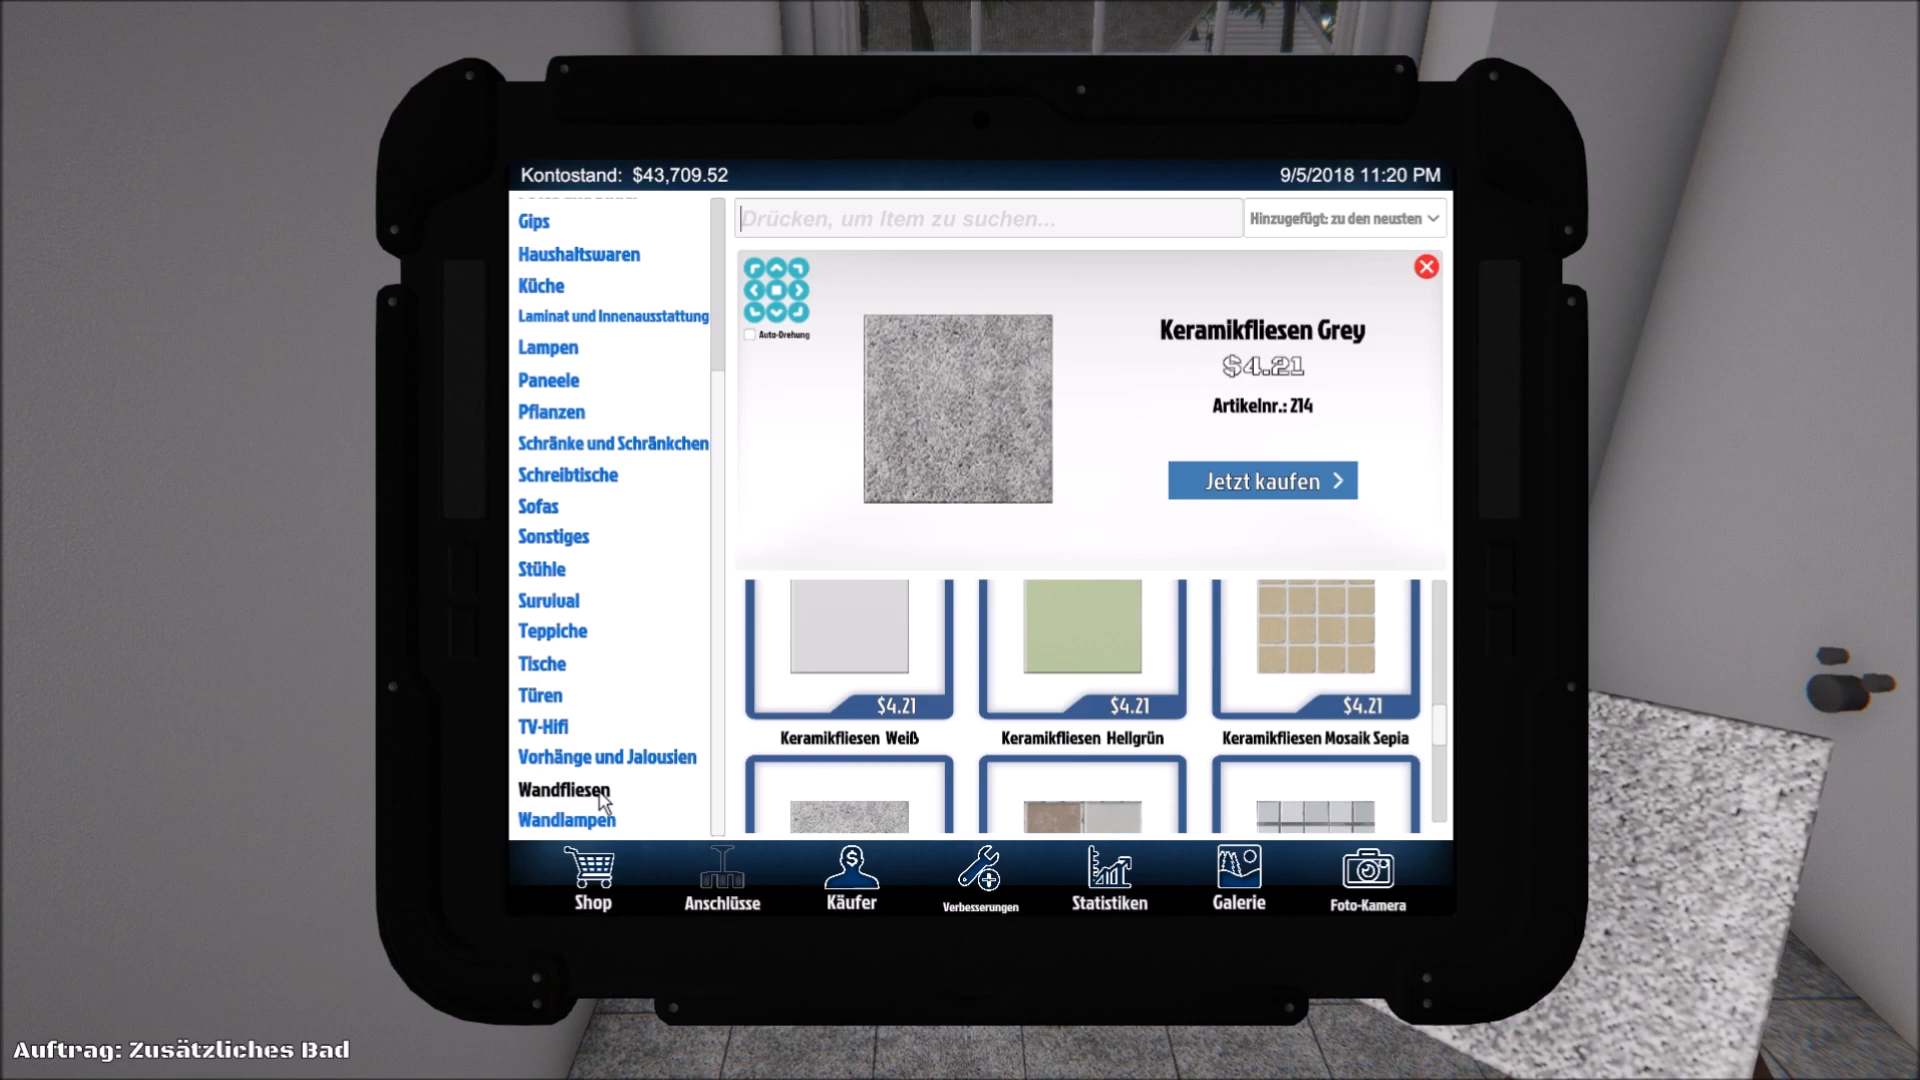 Kontostand: $43,709.52
9/5/2018 11:20 PM
Gips
Haushaltswaren
Küche
Laminat und Innenausstattung
Lampen
Paneele
Pflanzen
Schränke und Schränkchen
Schreibtische
Sofas
Sonstiges
Stühle
Survival
Teppiche
Tische
Türen
TV-Hifi
Vorhänge und Jalousien
Wandfliesen
Wandlampen
Drücken, um Item zu suchen...
Hinzugefügt: zu den neusten
Auto-Drehung
Keramikfliesen Grey
$4.21
Artikelnr.: 214
Jetzt kaufen
$4.21
$4.21
$4.21
Keramikfliesen Weiß
Keramikfliesen Hellgrün
Keramikfliesen Mosaik Sepia
Shop
Anschlüsse
Käufer
Verbesserungen
Statistiken
Galerie
Foto-Kamera
Auftrag: Zusätzliches Bad